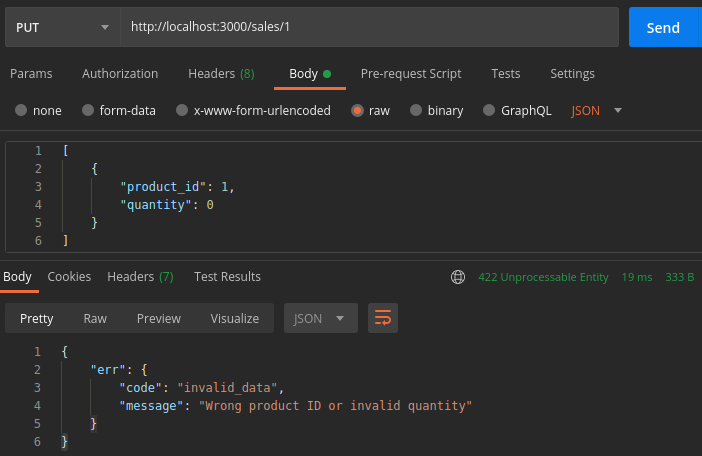 PUT http://localhost:3000/sales/1 Send
Params Authorization Headers (8) Body Pre-request Script Tests Settings
none form-data x-www-form-urlencoded raw binary GraphQL JSON
1 [
2 {
3 "product_id": 1,
4 "quantity": 0
5 }
6 ]
Body Cookies Headers (7) Test Results 422 Unprocessable Entity 19 ms 333 B
Pretty Raw Preview Visualize JSON
1 {
2 "err": {
3 "code": "invalid_data",
4 "message": "Wrong product ID or invalid quantity"
5 }
6 }